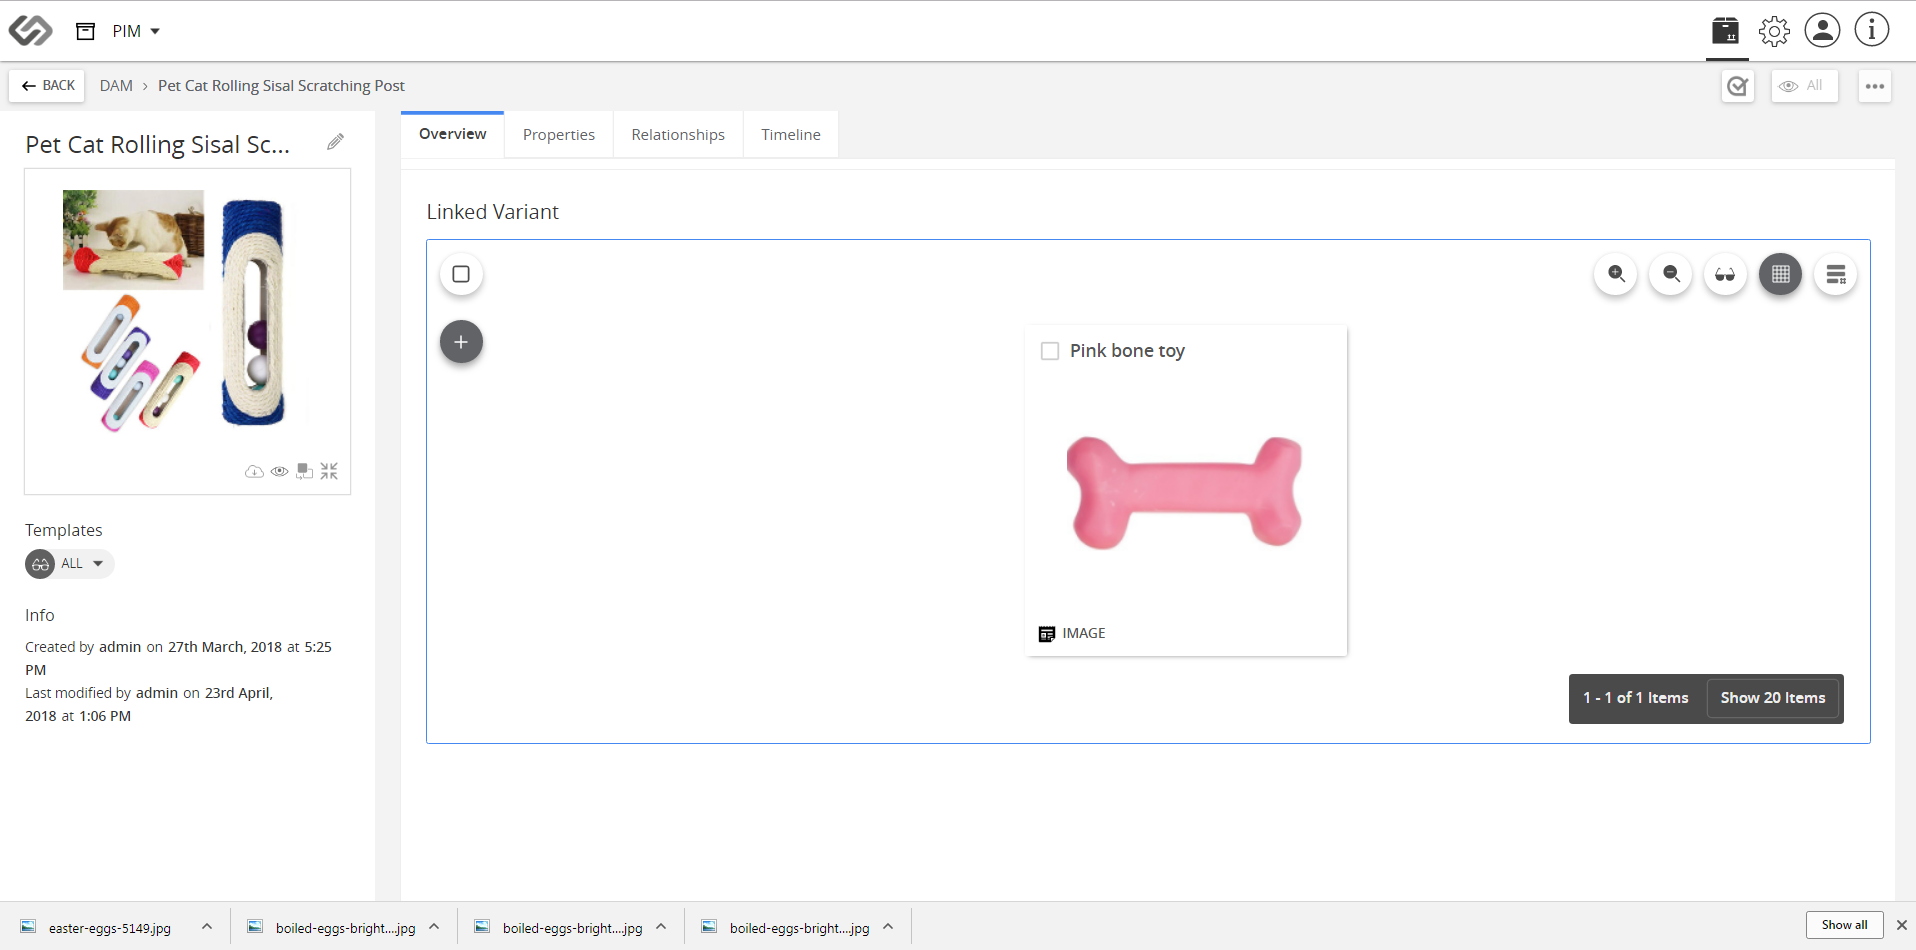 PIM
BACK
DAM › Pet Cat Rolling Sisal Scratching Post
All
Pet Cat Rolling Sisal Sc...
Overview
Properties
Relationships
Timeline
Linked Variant
Pink bone toy
IMAGE
1 - 1 of 1 Items
Show 20 Items
Templates
ALL
Info
Created by admin on 27th March, 2018 at 5:25
PM
Last modified by admin on 23rd April,
2018 at 1:06 PM
easter-eggs-5149.jpg
boiled-eggs-bright....jpg
boiled-eggs-bright....jpg
boiled-eggs-bright....jpg
Show all